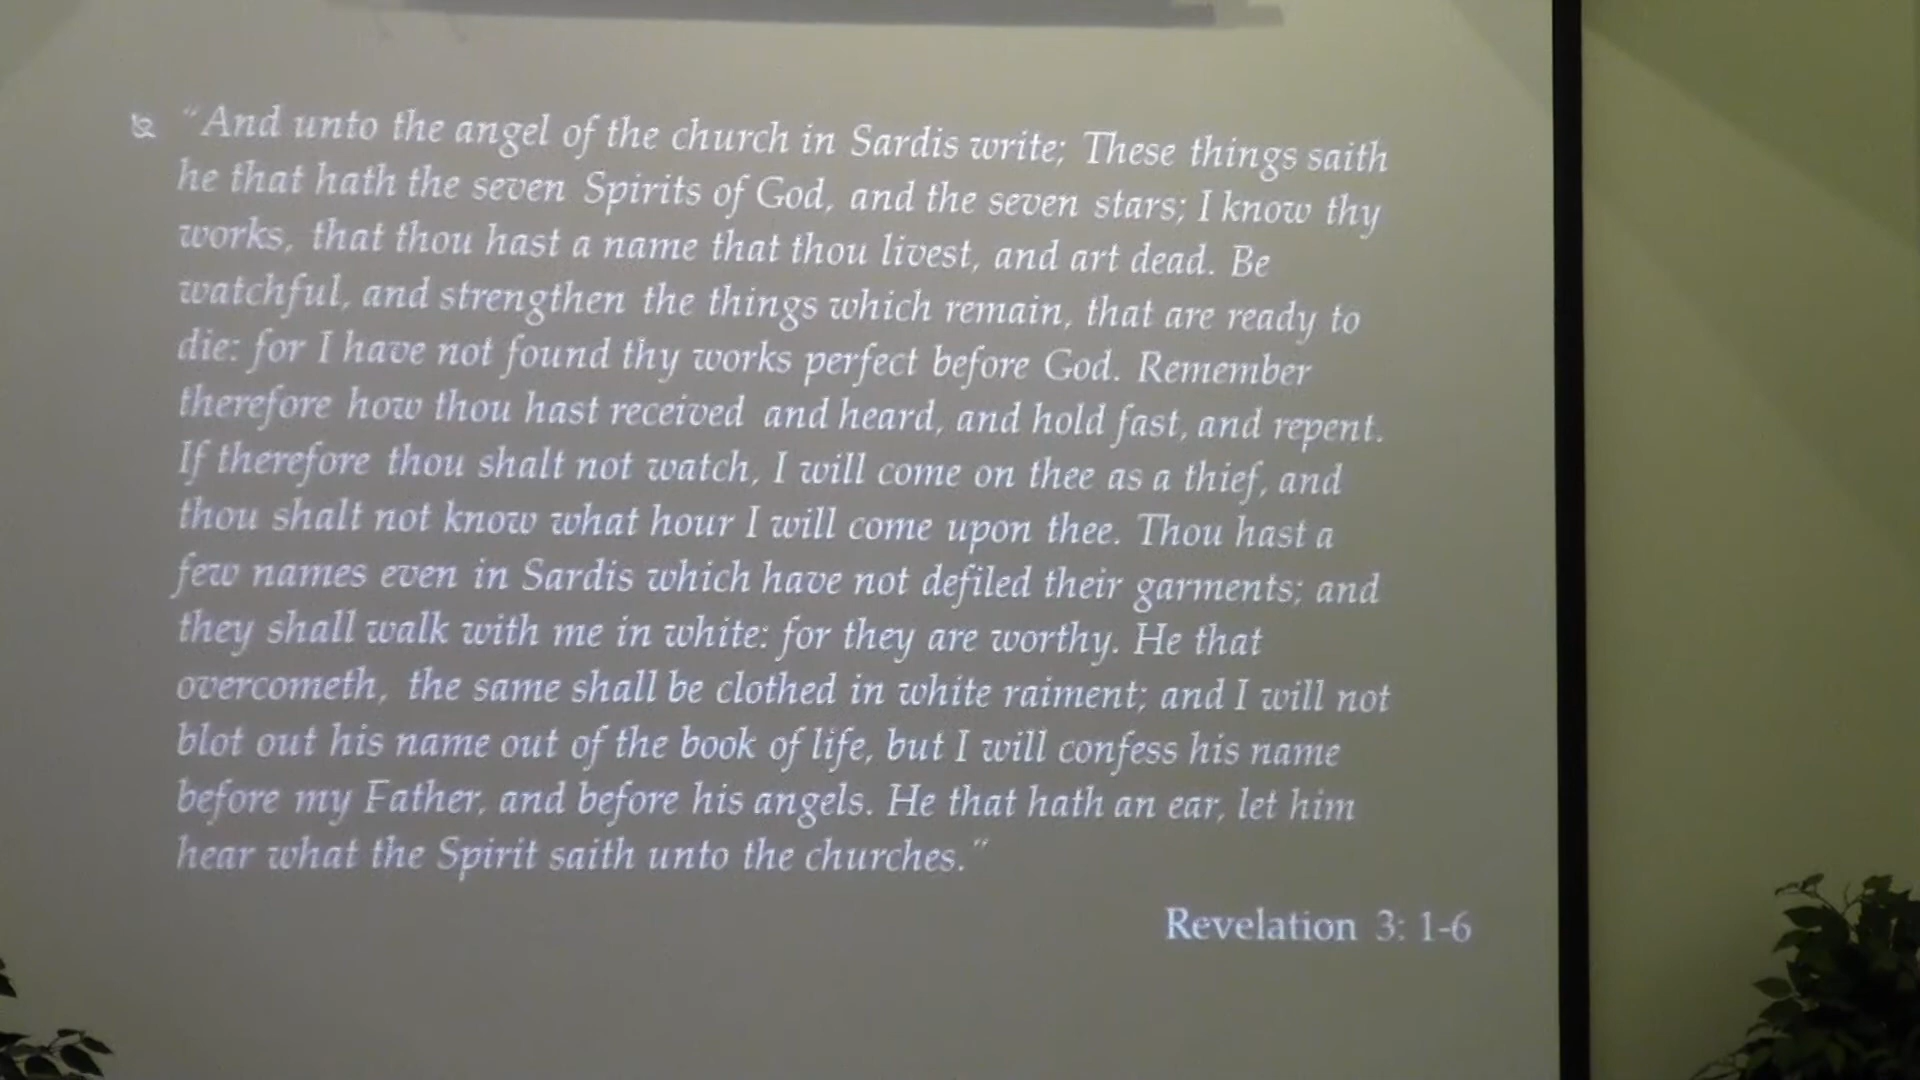 “And unto the angel of the church in Sardis write; These things saith
he that hath the seven Spirits of God, and the seven stars; I know thy
works, that thou hast a name that thou livest, and art dead. Be
watchful, and strengthen the things which remain, that are ready to
die: for I have not found thy works perfect before God. Remember
therefore how thou hast received and heard, and hold fast, and repent.
If therefore thou shalt not watch, I will come on thee as a thief, and
thou shalt not know what hour I will come upon thee. Thou hast a
few names even in Sardis which have not defiled their garments; and
they shall walk with me in white: for they are worthy. He that
overcometh, the same shall be clothed in white raiment; and I will not
blot out his name out of the book of life, but I will confess his name
before my Father, and before his angels. He that hath an ear, let him
hear what the Spirit saith unto the churches.”
Revelation 3: 1-6